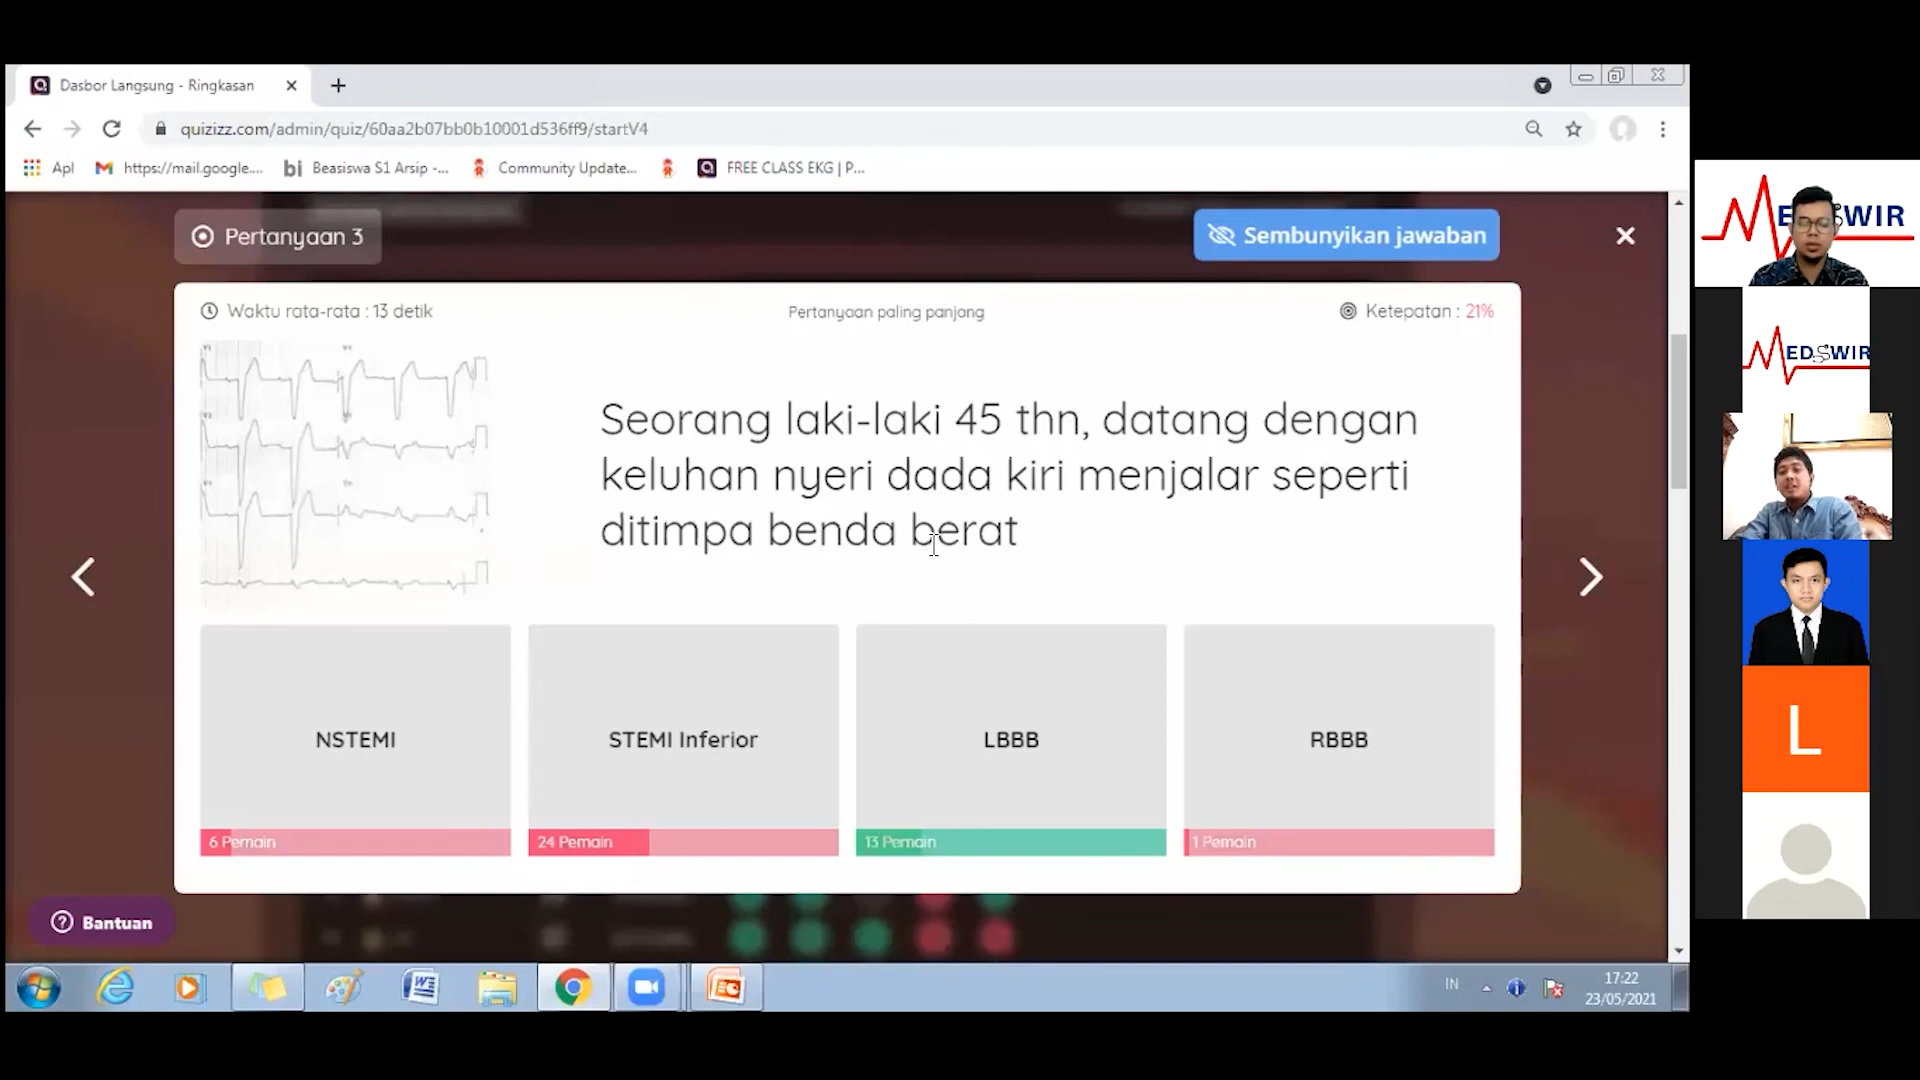 Dasbor Langsung - Ringkasan
quizizz.com/admin/quiz/60aa2b07bb0b10001d536ff9/startV4
Apl
https://mail.google....
bi Beasiswa S1 Arsip -...
Community Update...
FREE CLASS EKG | P...
Pertanyaan 3
Sembunyikan jawaban
Waktu rata-rata : 13 detik
Pertanyaan paling panjang
Ketepatan : 21%
Seorang laki-laki 45 thn, datang dengan
keluhan nyeri dada kiri menjalar seperti
ditimpa benda berat
NSTEMI
STEMI Inferior
LBBB
RBBB
6 Pemain
24 Pemain
13 Pemain
1 Pemain
Bantuan
IN
17:22
23/05/2021
EDSWIR
L